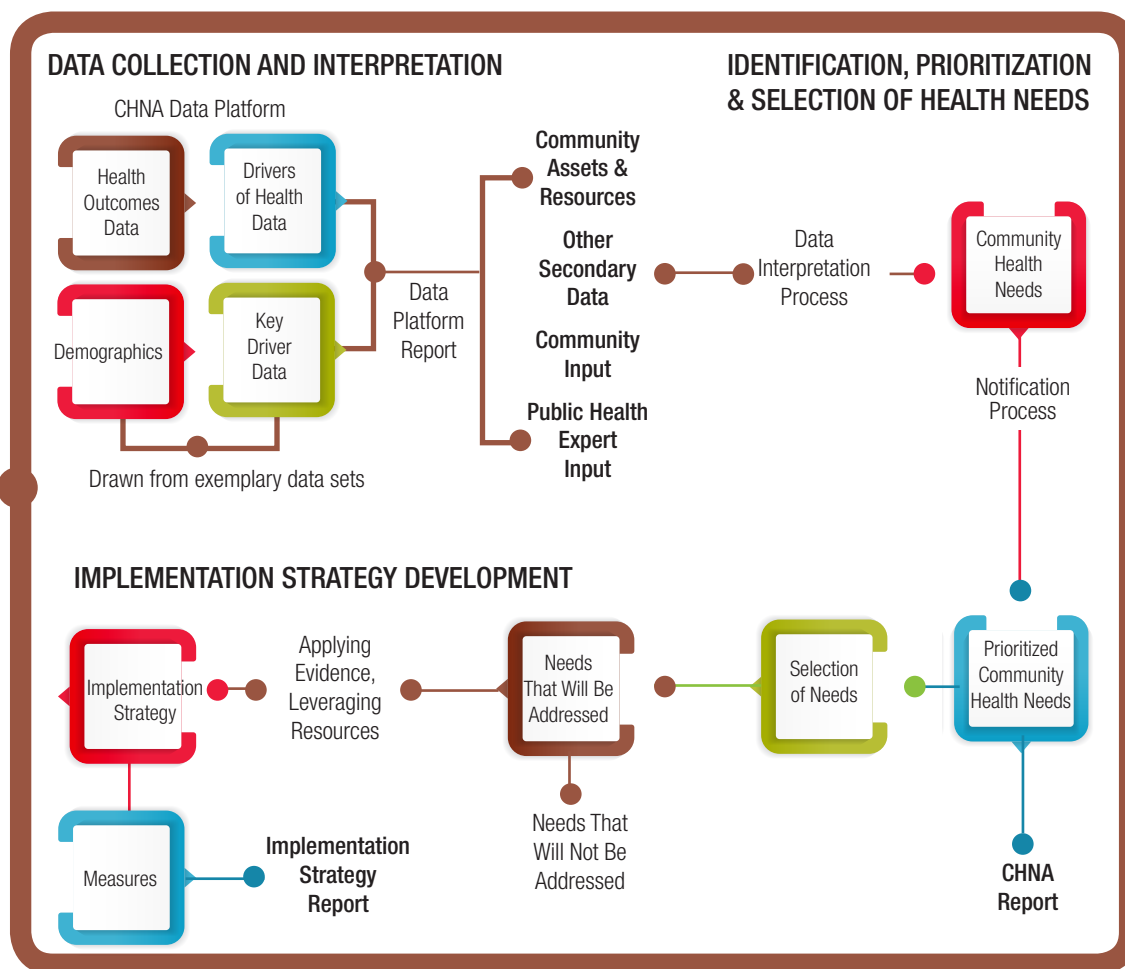 DATA COLLECTION AND INTERPRETATION
CHNA Data Platform
Health
Outcomes
Data
Drivers
of Health
Data
Demographics
Key
Driver
Data
Drawn from exemplary data sets
Data
Platform
Report
Community
Assets &
Resources
Other
Secondary
Data
Community
Input
Public Health
Expert
Input
IDENTIFICATION, PRIORITIZATION
& SELECTION OF HEALTH NEEDS
Data
Interpretation
Process
Community
Health
Needs
Notification
Process
IMPLEMENTATION STRATEGY DEVELOPMENT
Implementation
Strategy
Applying
Evidence,
Leveraging
Resources
Needs
That Will Be
Addressed
Selection
of Needs
Prioritized
Community
Health Needs
Measures
Implementation
Strategy
Report
Needs That
Will Not Be
Addressed
CHNA
Report